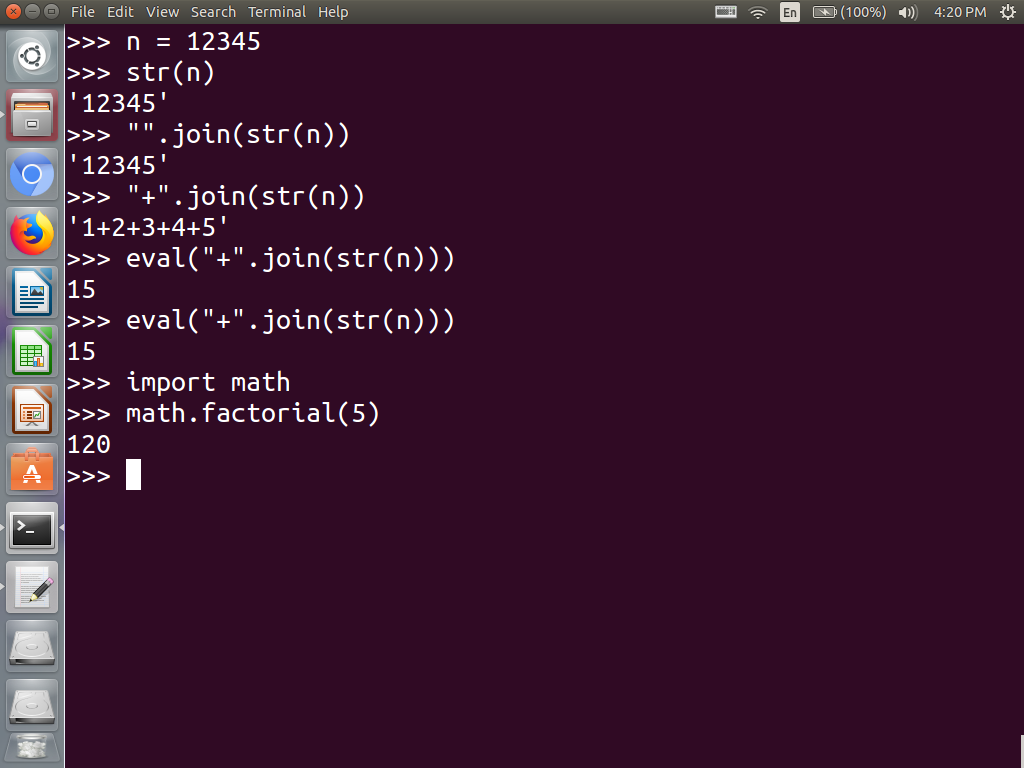 File Edit View Search Terminal Help En (100%) 4:20 PM
>>> n = 12345
>>> str(n)
'12345'
>>> "".join(str(n))
'12345'
>>> "+".join(str(n))
'1+2+3+4+5'
>>> eval("+".join(str(n)))
15
>>> eval("+".join(str(n)))
15
>>> import math
>>> math.factorial(5)
120
>>>